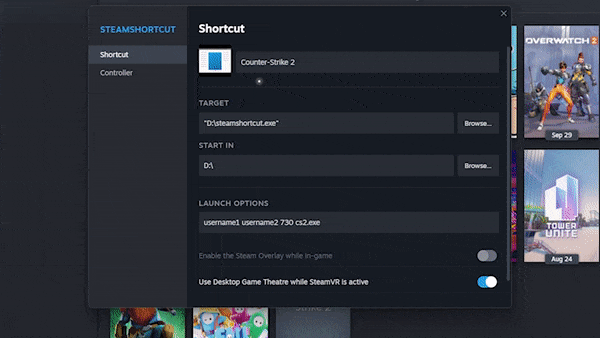 STEAMSHORTCUT
Shortcut
Controller
Shortcut
Counter-Strike 2
TARGET
"D:\steamshortcut.exe"
Browse...
START IN
D:\
Browse...
LAUNCH OPTIONS
username1 username2 730 cs2.exe
Enable the Steam Overlay while in-game
Use Desktop Game Theatre while SteamVR is active
OVERWATCH 2
Sep 29
TOWER
UNITE
Aug 24